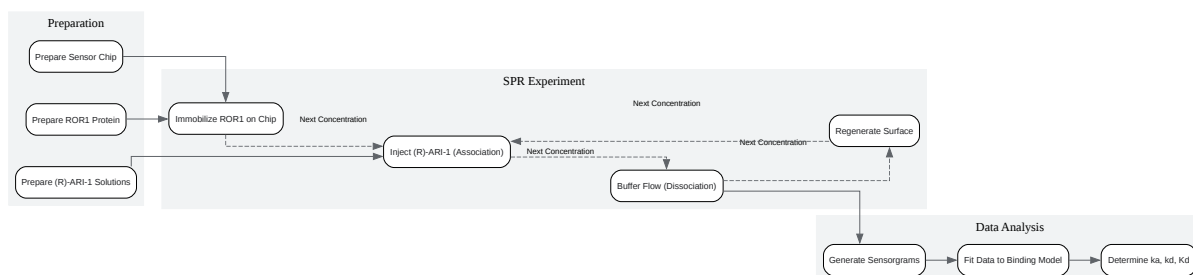 Preparation
Prepare Sensor Chip
SPR Experiment
Next Concentration
Prepare ROR1 Protein
Immobilize ROR1 on Chip
Next Concentration
Regenerate Surface
Next Concentration
Inject (R)-ARI-1 (Association)
Next Concentration
Prepare (R)-ARI-1 Solutions
Buffer Flow (Dissociation)
Data Analysis
Generate Sensorgrams
Fit Data to Binding Model
Determine ka, kd, Kd